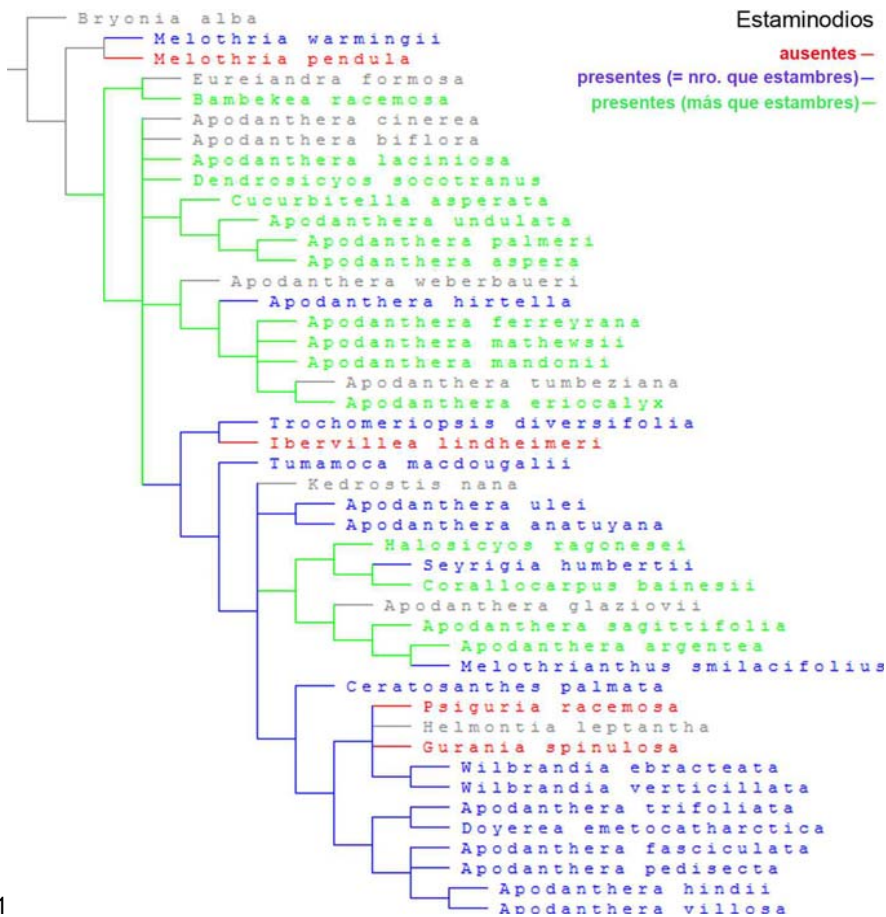 Bryonia alba
Estaminodios
Melothria warmingii
ausentes
Melothria pendula
presentes (= nro. que estambres)
Eureiandra formosa
presentes (más que estambres)
Bambekea racemosa
Apodanthera cinerea
Apodanthera biflora
Apodanthera laciniosa
Dendrosicyos socotranus
Cucurbitella asperata
Apodanthera undulata
Apodanthera palmeri
Apodanthera aspera
Apodanthera weberbaueri
Apodanthera hirtella
Apodanthera ferreyrana
Apodanthera mathewsii
Apodanthera mandonii
Apodanthera tumbeziana
Apodanthera eriocalyx
Trochomeriopsis diversifolia
Ibervillea lindheimeri
Tumamoca macdougalii
Kedrostis nana
Apodanthera ulei
Apodanthera anatuyana
Halosicyos ragonesei
Seyrigia humbertii
Corallocarpus bainesii
Apodanthera glaziovii
Apodanthera sagittifolia
Apodanthera argentea
Melothrianthus smilacifolius
Ceratosanthes palmata
Psiguria racemosa
Helmontia leptantha
Gurania spinulosa
Wilbrandia ebracteata
Wilbrandia verticillata
Apodanthera trifoliata
Doyerea emetocatharctica
Apodanthera fasciculata
Apodanthera pedisecta
Apodanthera hindii
Apodanthera villosa
1